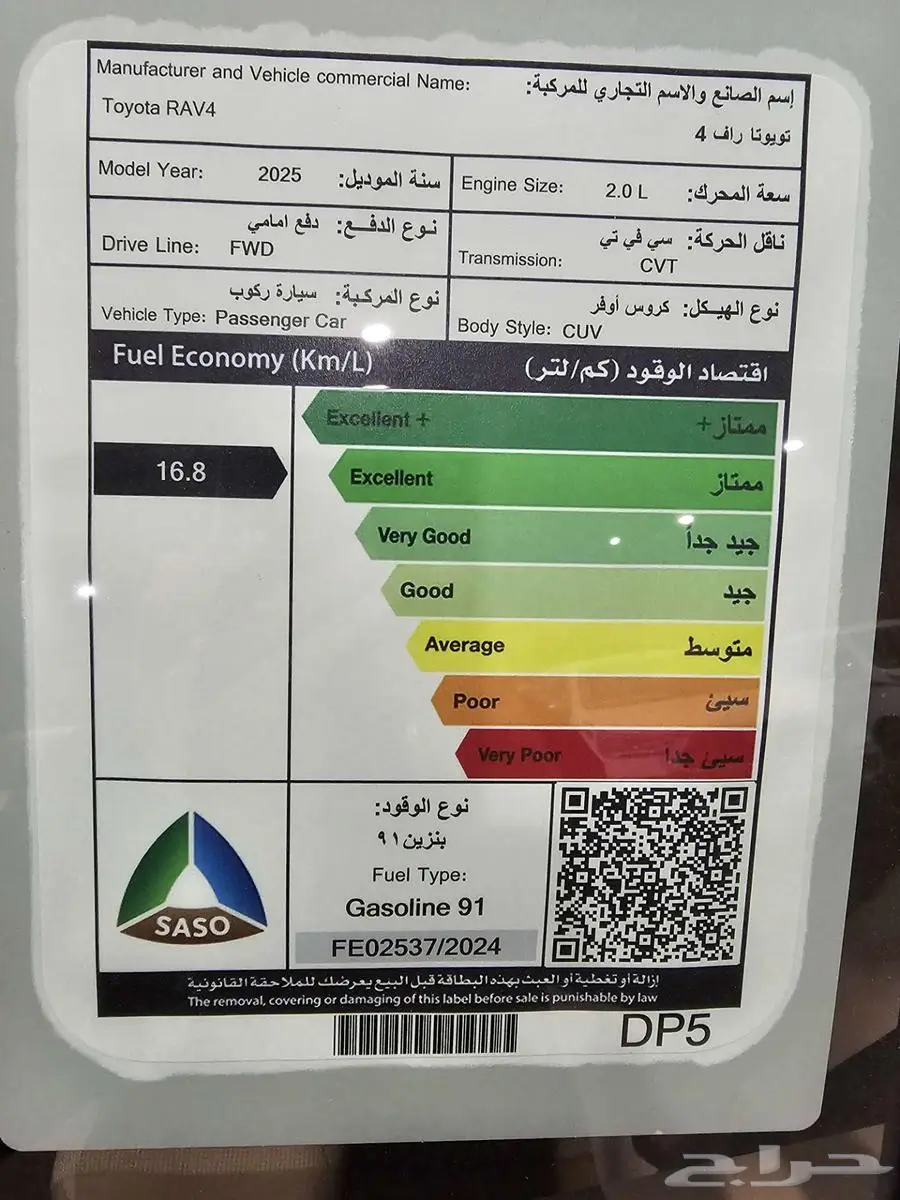 Manufacturer and Vehicle commercial Name: إسم الصانع والاسم التجاري للمركبة:
Toyota RAV4
تويوتا راف 4
Model Year: 2025 سنة الموديل:
Engine Size: 2.0 L سعة المحرك:
نوع الدفع: دفع امامي
Drive Line: FWD
ناقل الحركة: سي في تي
Transmission: CVT
نوع المركبة: سيارة ركوب
Vehicle Type: Passenger Car
نوع الهيكل: كروس أوفر
Body Style: CUV
Fuel Economy (Km/L) اقتصاد الوقود (كم/لتر)
Excellent + ممتاز+
16.8
Excellent ممتاز
Very Good جيد جداً
Good جيد
Average متوسط
Poor سيئ
Very Poor سيئ جداً
SASO
نوع الوقود:
بنزين ٩١
Fuel Type:
Gasoline 91
FE02537/2024
إزالة أو تغطية أو العبث بهذه البطاقة قبل البيع يعرضك للملاحقة القانونية
The removal, covering or damaging of this label before sale is punishable by law
DP5
حراج